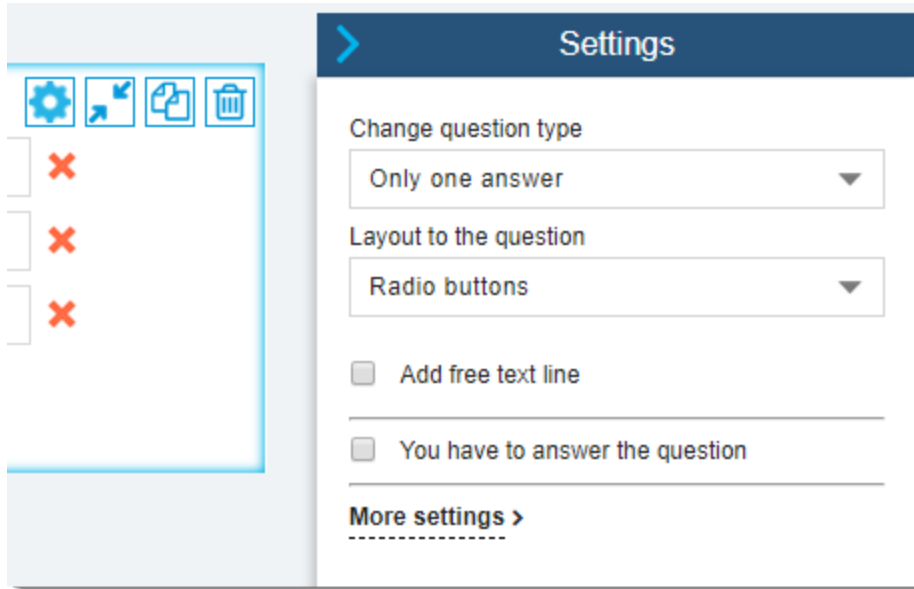 Settings
Change question type
Only one answer
Layout to the question
Radio buttons
Add free text line
You have to answer the question
More settings >